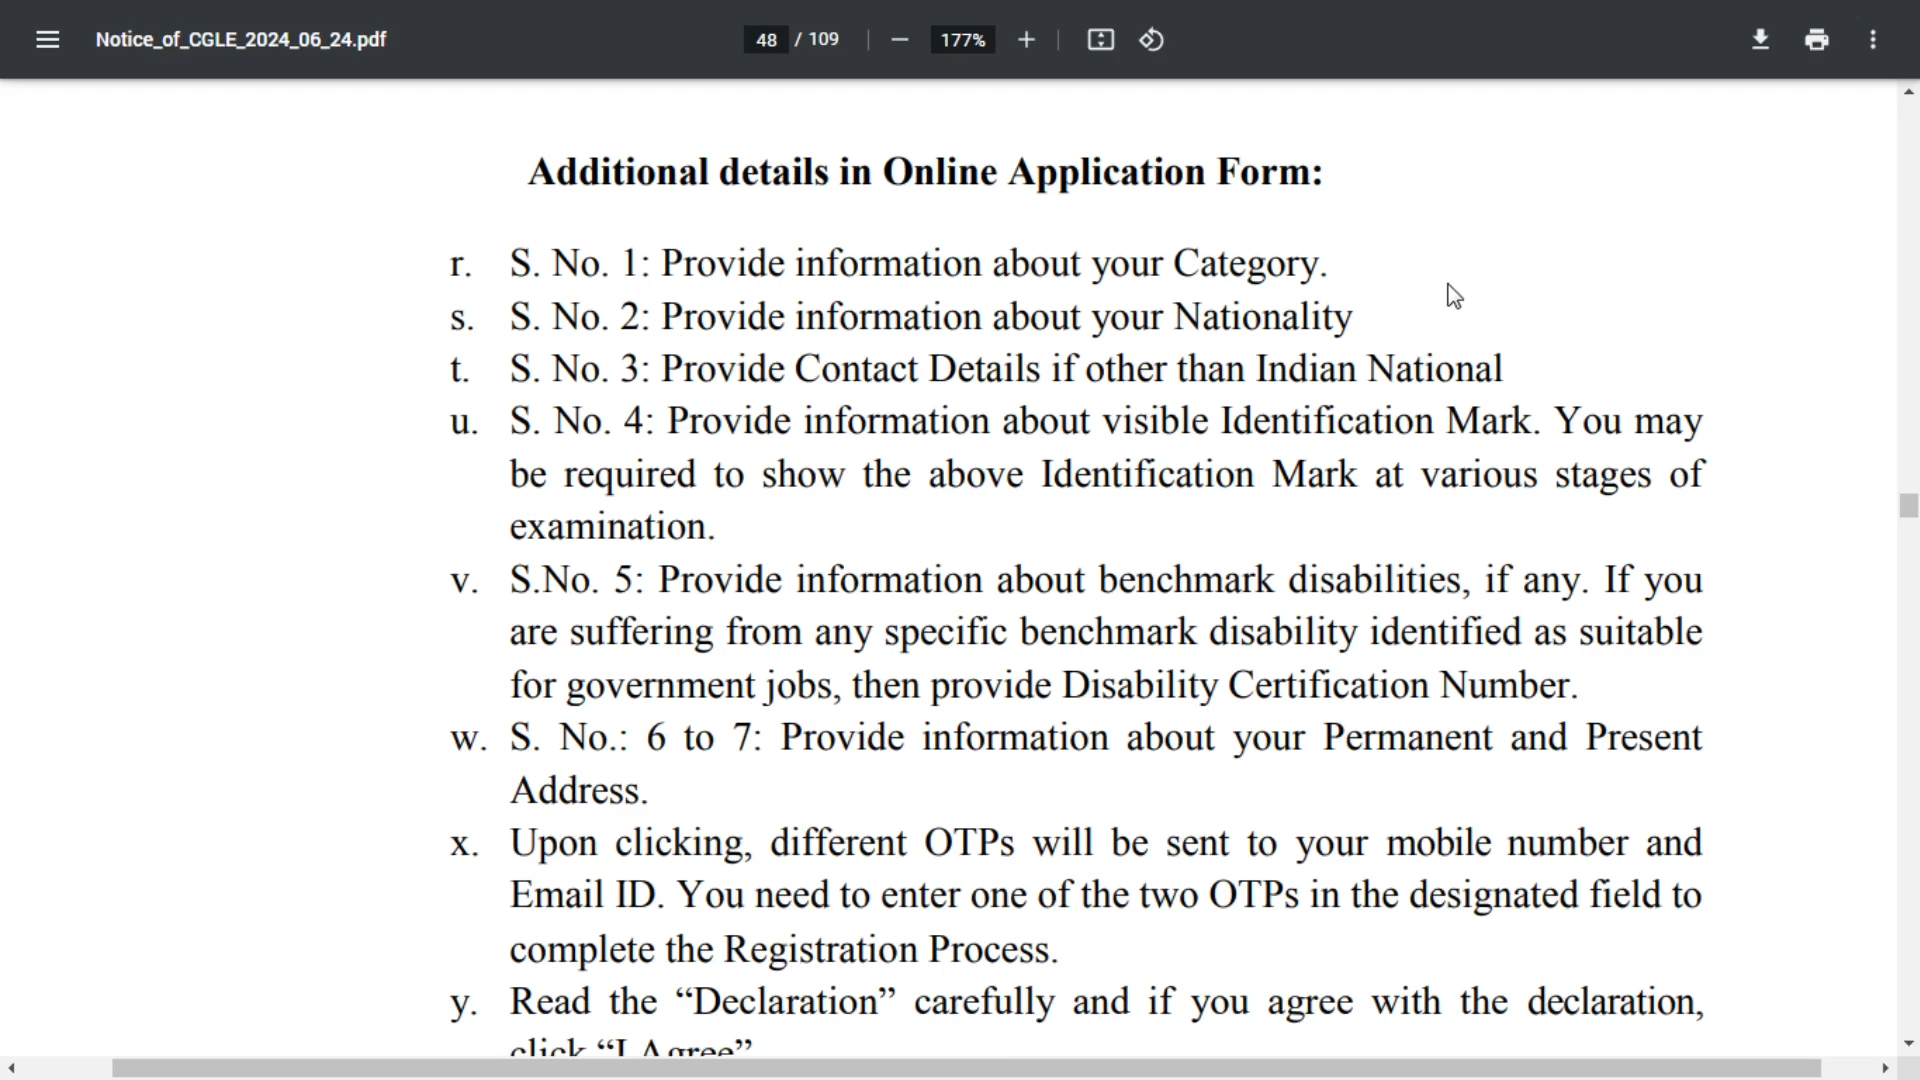 Notice_of_CGLE_2024_06_24.pdf
48 / 109
177%
Additional details in Online Application Form:
r. S. No. 1: Provide information about your Category.
s. S. No. 2: Provide information about your Nationality
t. S. No. 3: Provide Contact Details if other than Indian National
u. S. No. 4: Provide information about visible Identification Mark. You may
be required to show the above Identification Mark at various stages of
examination.
v. S.No. 5: Provide information about benchmark disabilities, if any. If you
are suffering from any specific benchmark disability identified as suitable
for government jobs, then provide Disability Certification Number.
w. S. No.: 6 to 7: Provide information about your Permanent and Present
Address.
x. Upon clicking, different OTPs will be sent to your mobile number and
Email ID. You need to enter one of the two OTPs in the designated field to
complete the Registration Process.
y. Read the “Declaration” carefully and if you agree with the declaration,
click “I Agree”